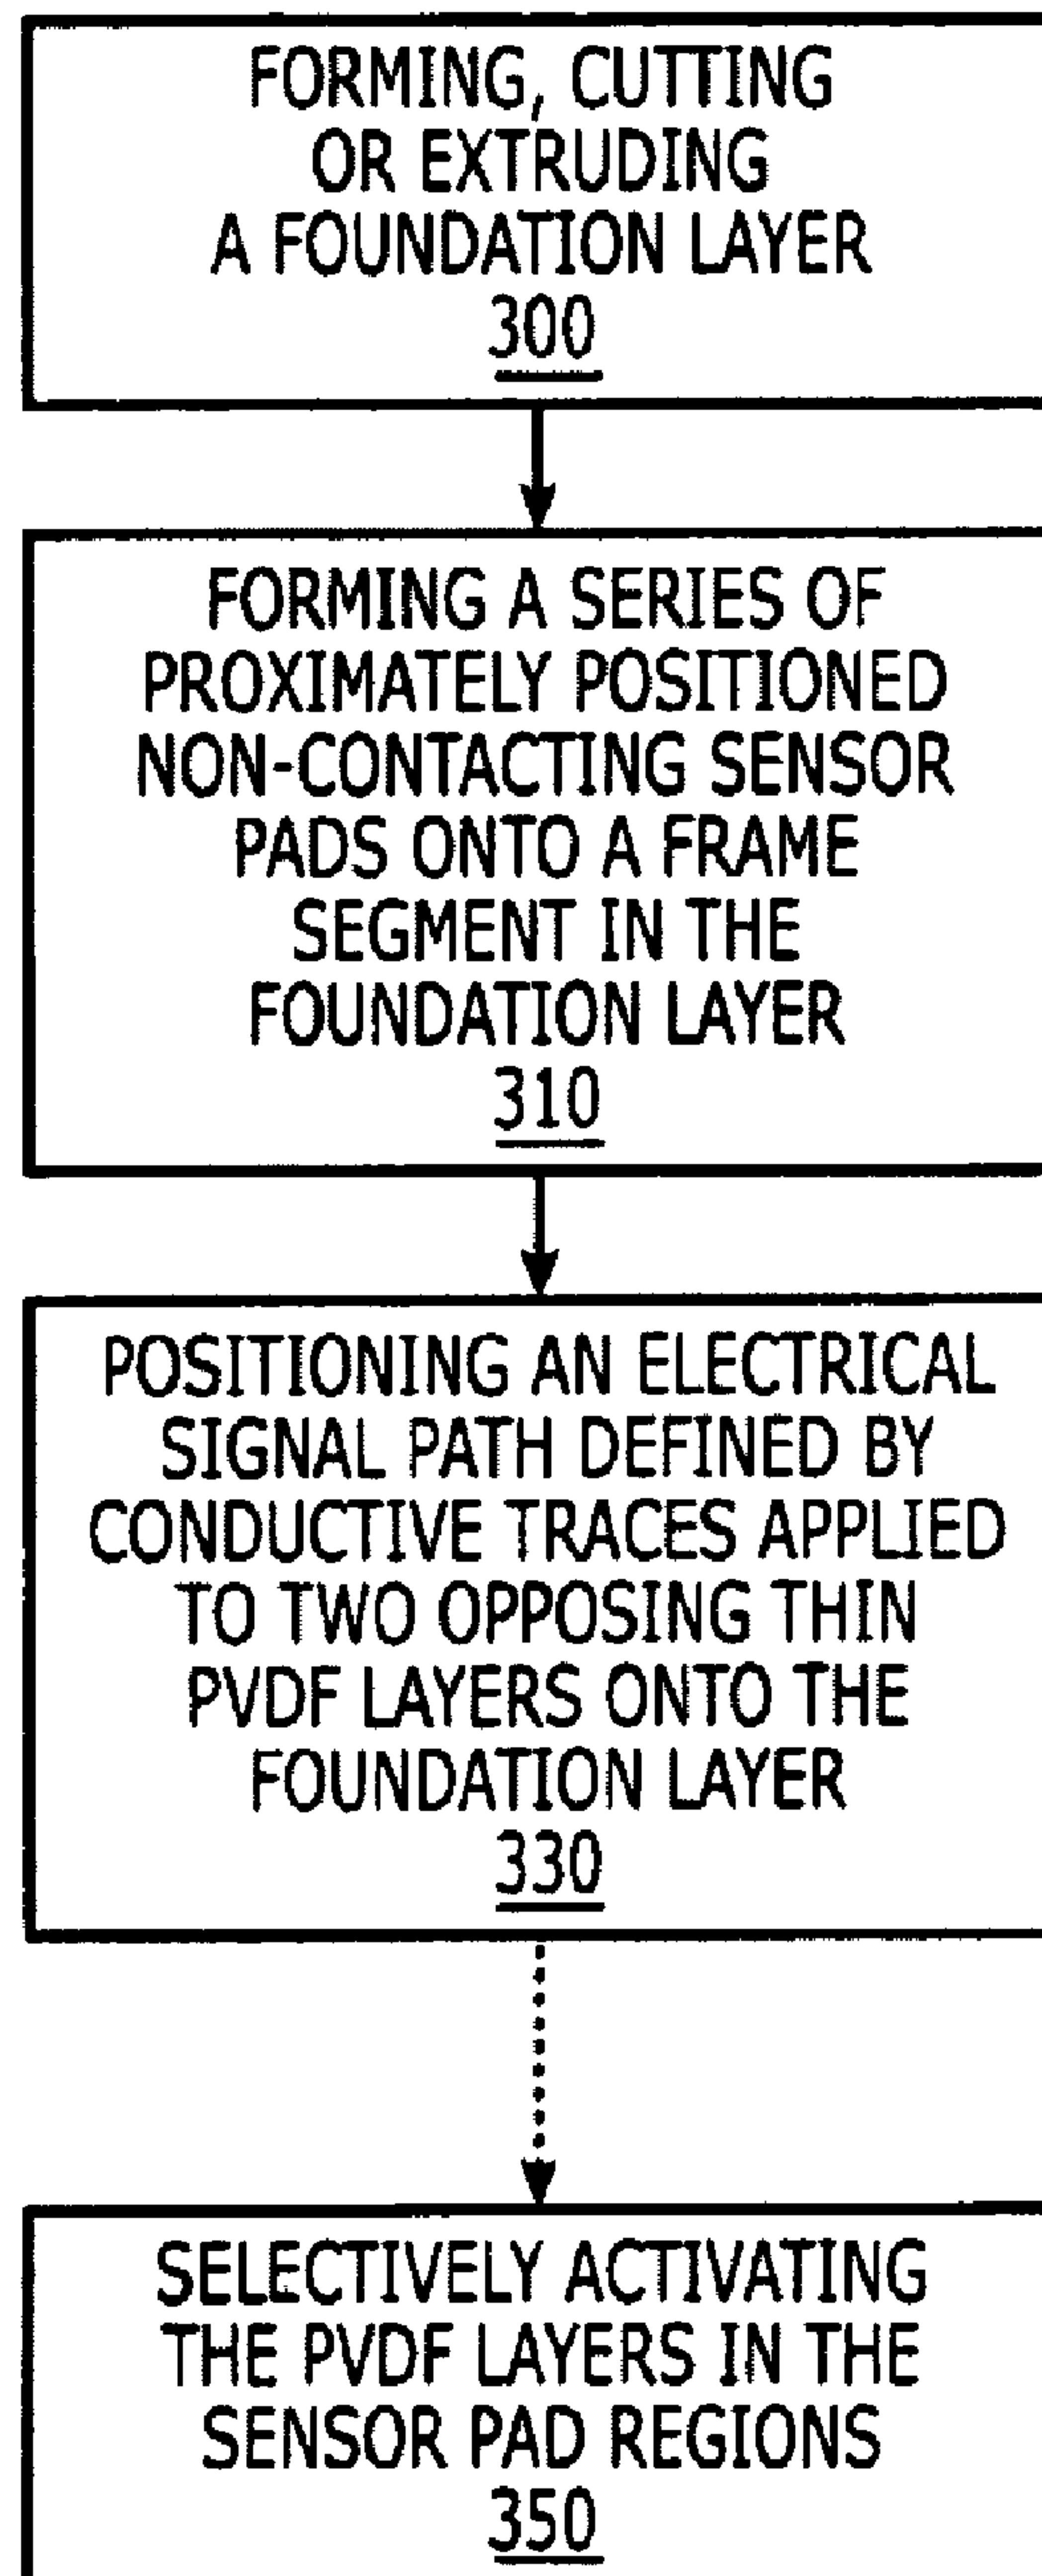 FORMING, CUTTING
OR EXTRUDING
A FOUNDATION LAYER
300
FORMING A SERIES OF
PROXIMATELY POSITIONED
NON-CONTACTING SENSOR
PADS ONTO A FRAME
SEGMENT IN THE
FOUNDATION LAYER
310
POSITIONING AN ELECTRICAL
SIGNAL PATH DEFINED BY
CONDUCTIVE TRACES APPLIED
TO TWO OPPOSING THIN
PVDF LAYERS ONTO THE
FOUNDATION LAYER
330
SELECTIVELY ACTIVATING
THE PVDF LAYERS IN THE
SENSOR PAD REGIONS
350